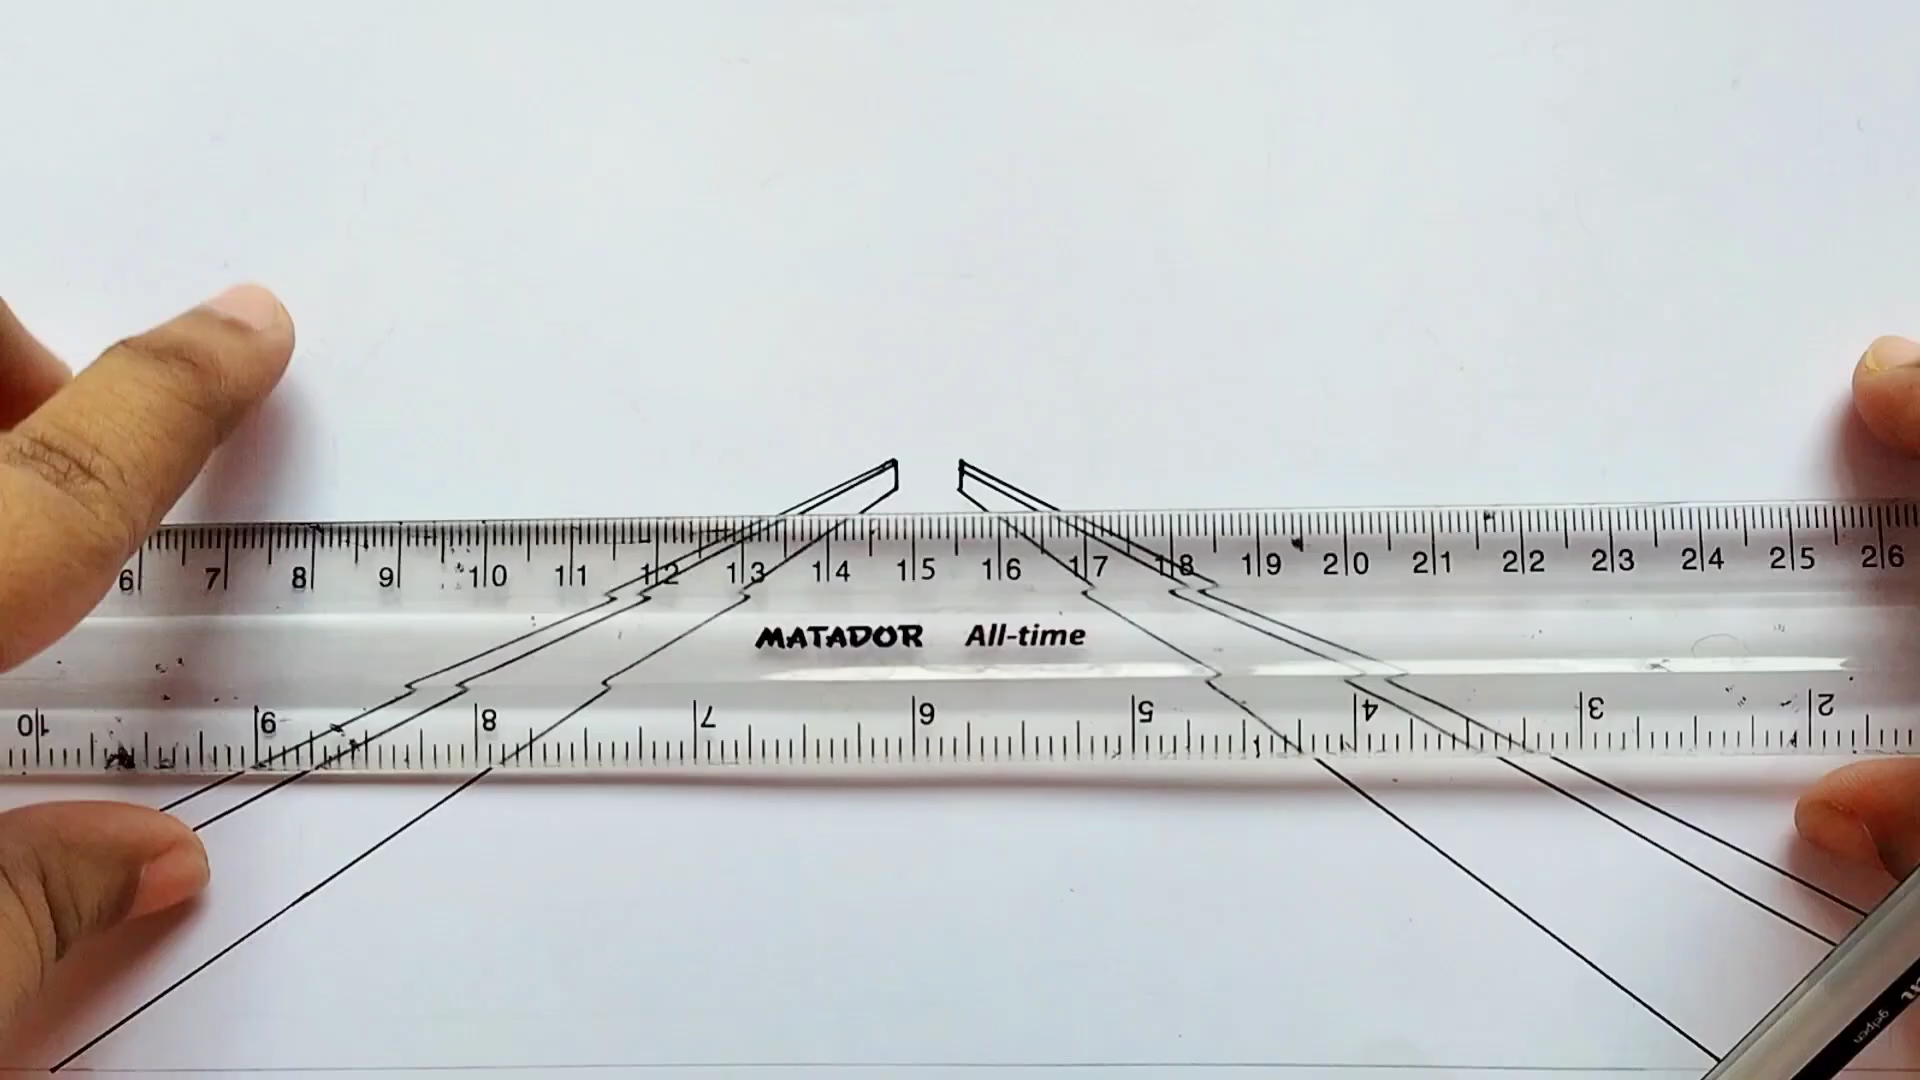 6 7 8 9 10 11 12 13 14 15 16 17 18 19 20 21 22 23 24 25 26
MATADOR All-time
10 9 8 7 6 5 4 3 2
gelpen